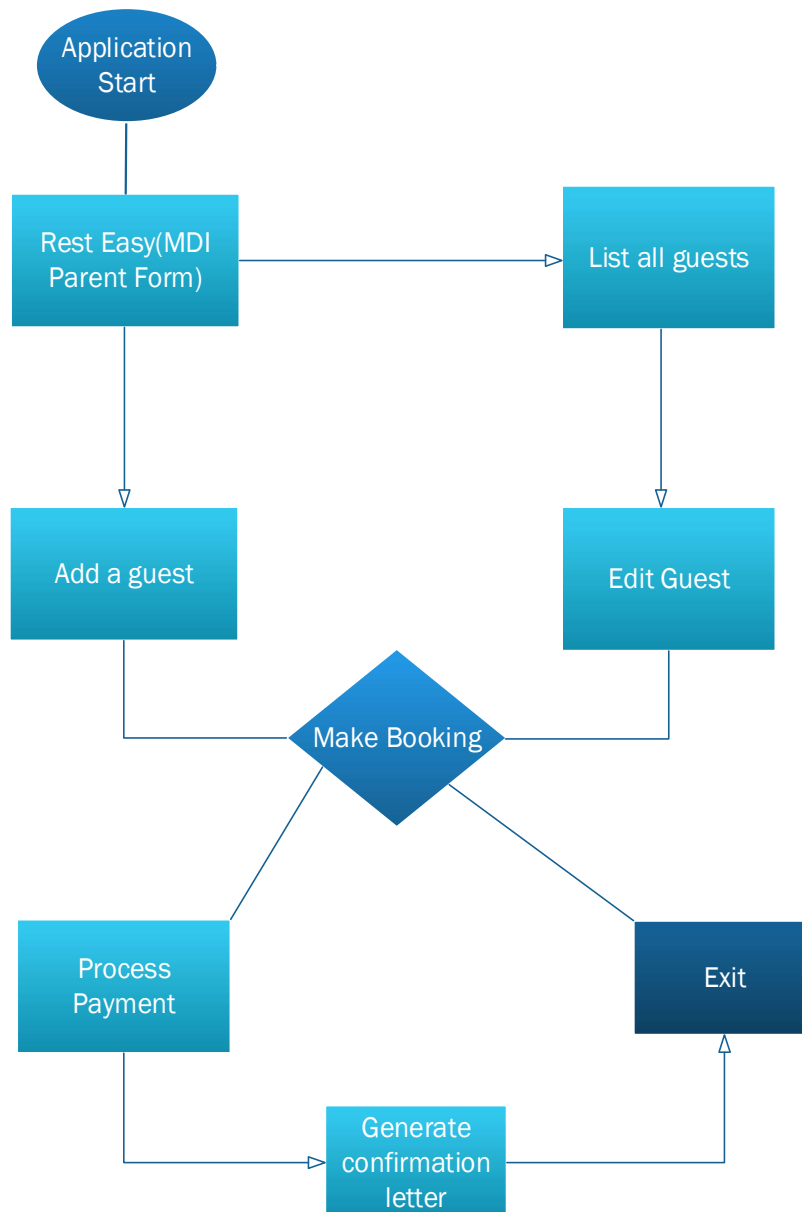 Application
Start
Rest Easy(MDI
Parent Form)
List all guests
Add a guest
Edit Guest
Make Booking
Process
Payment
Exit
Generate
confirmation
letter